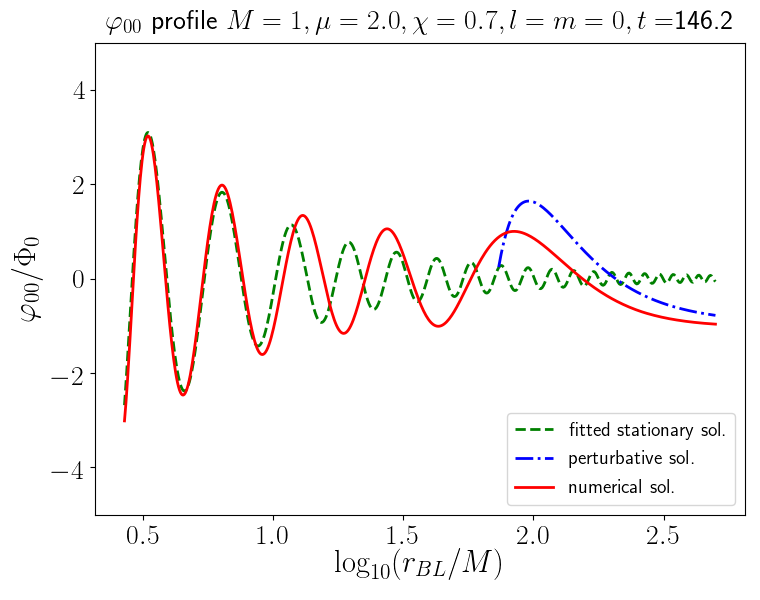 φ₀₀ profile M = 1, μ = 2.0, χ = 0.7, l = m = 0, t = 146.2
φ₀₀/Φ₀
4
2
0
−2
−4
fitted stationary sol.
perturbative sol.
numerical sol.
0.5 1.0 1.5 2.0 2.5
log₁₀(r_BL/M)